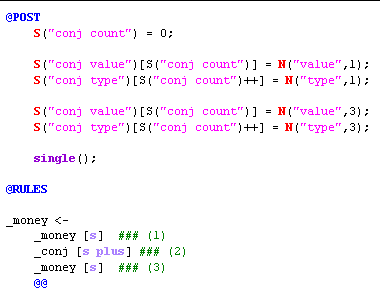 @POST
S("conj count") = 0;
S("conj value")[S("conj count")] = N("value",1);
S("conj type")[S("conj count")++] = N("type",1);
S("conj value")[S("conj count")] = N("value",3);
S("conj type")[S("conj count")++] = N("type",3);
single();
@RULES
_money <-
_money [s] ### (1)
_conj [s plus] ### (2)
_money [s] ### (3)
@@